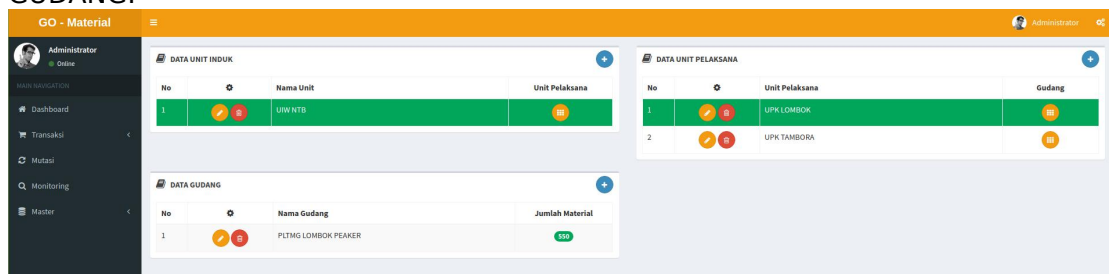 GUDANG.
GO - Material
Administrator
Administrator
Online
MAIN NAVIGATION
Dashboard
Transaksi
Mutasi
Monitoring
Master
DATA UNIT INDUK
No Nama Unit Unit Pelaksana
1 UIW NTB
DATA UNIT PELAKSANA
No Unit Pelaksana Gudang
1 UPK LOMBOK
2 UPK TAMBORA
DATA GUDANG
No Nama Gudang Jumlah Material
1 PLTMG LOMBOK PEAKER 550